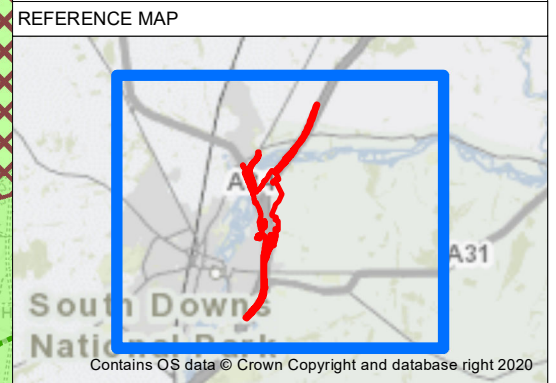 REFERENCE MAP
A31
South Downs
National Park
Contains OS data © Crown Copyright and database right 2020